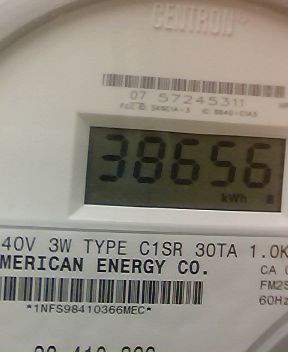 CENTRON
07 57245311
38656
kWh
40V 3W TYPE C1SR 30TA 1.0K
MERICAN ENERGY CO.
CA 0
FM2S
60Hz
*1NFS98410366MEC*